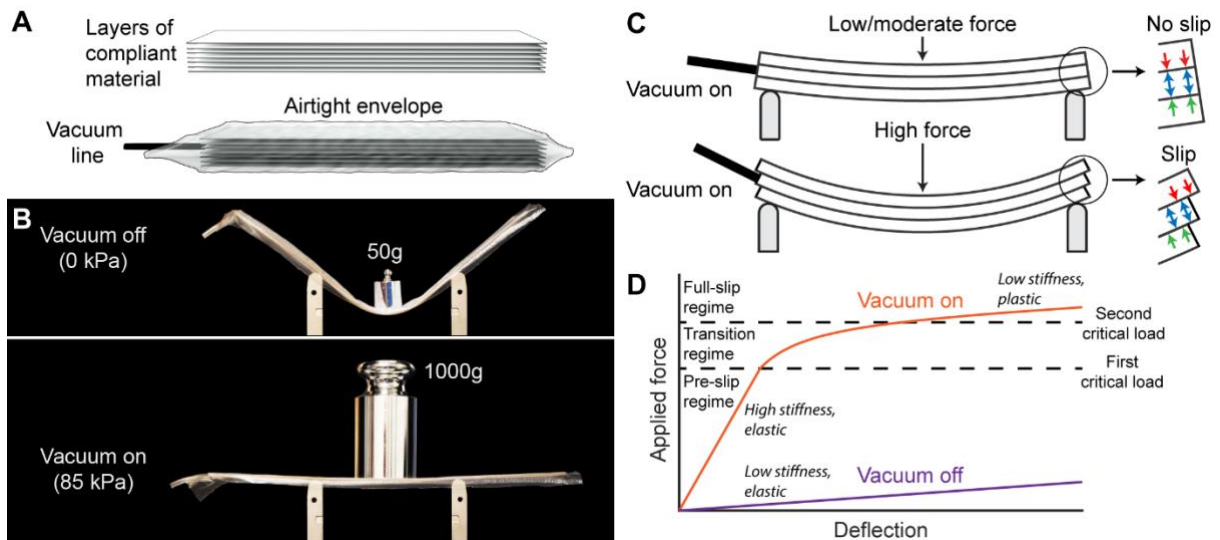 A
Layers of
compliant
material
Airtight envelope
Vacuum
line
B
Vacuum off
(0 kPa)
50g
1000g
Vacuum on
(85 kPa)
C
Low/moderate force
No slip
Vacuum on
High force
Slip
Vacuum on
D
Full-slip
regime
Vacuum on
Low stiffness,
plastic
Second
critical load
Transition
regime
First
critical load
Pre-slip
regime
High stiffness,
elastic
Low stiffness,
elastic
Vacuum off
Applied force
Deflection